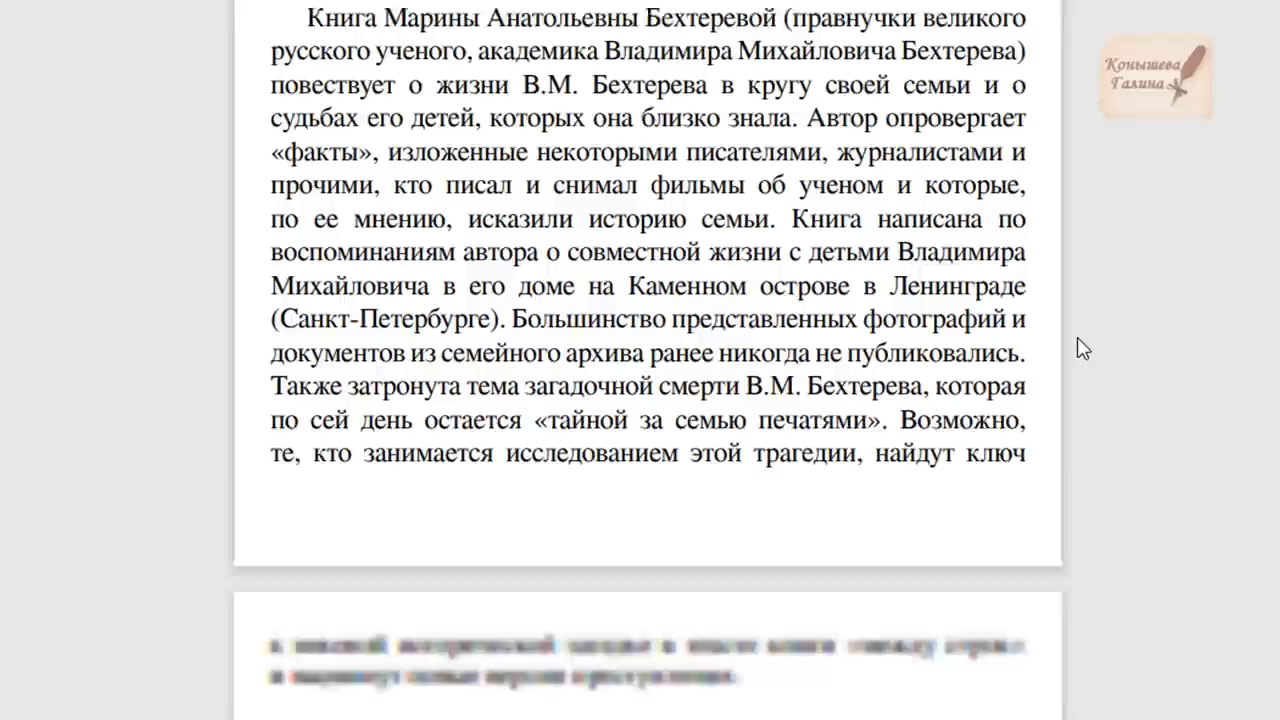 Книга Марины Анатольевны Бехтеревой (правнучки великого
русского ученого, академика Владимира Михайловича Бехтерева)
повествует о жизни В.М. Бехтерева в кругу своей семьи и о
судьбах его детей, которых она близко знала. Автор опровергает
«факты», изложенные некоторыми писателями, журналистами и
прочими, кто писал и снимал фильмы об ученом и которые,
по ее мнению, исказили историю семьи. Книга написана по
воспоминаниям автора о совместной жизни с детьми Владимира
Михайловича в его доме на Каменном острове в Ленинграде
(Санкт-Петербурге). Большинство представленных фотографий и
документов из семейного архива ранее никогда не публиковались.
Также затронута тема загадочной смерти В.М. Бехтерева, которая
по сей день остается «тайной за семью печатями». Возможно,
те, кто занимается исследованием этой трагедии, найдут ключ
Конышева
Галина